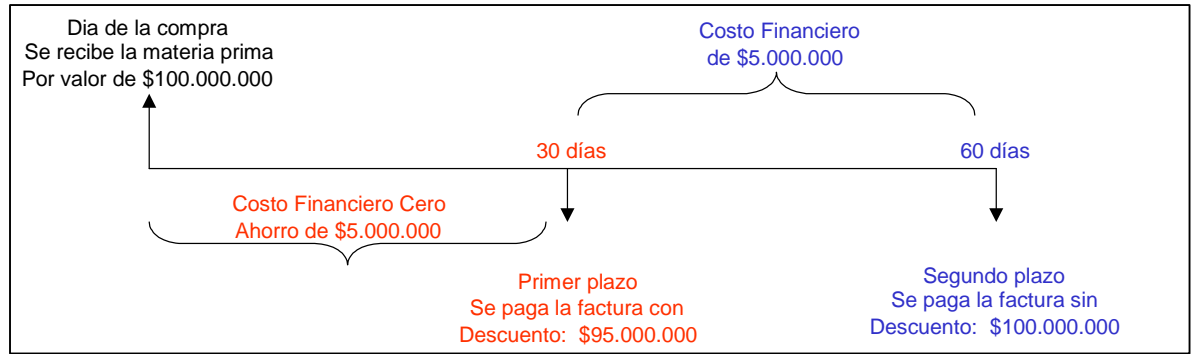 Dia de la compra
Se recibe la materia prima
Por valor de $100.000.000
Costo Financiero
de $5.000.000
30 días
60 días
Costo Financiero Cero
Ahorro de $5.000.000
Primer plazo
Se paga la factura con
Descuento: $95.000.000
Segundo plazo
Se paga la factura sin
Descuento: $100.000.000